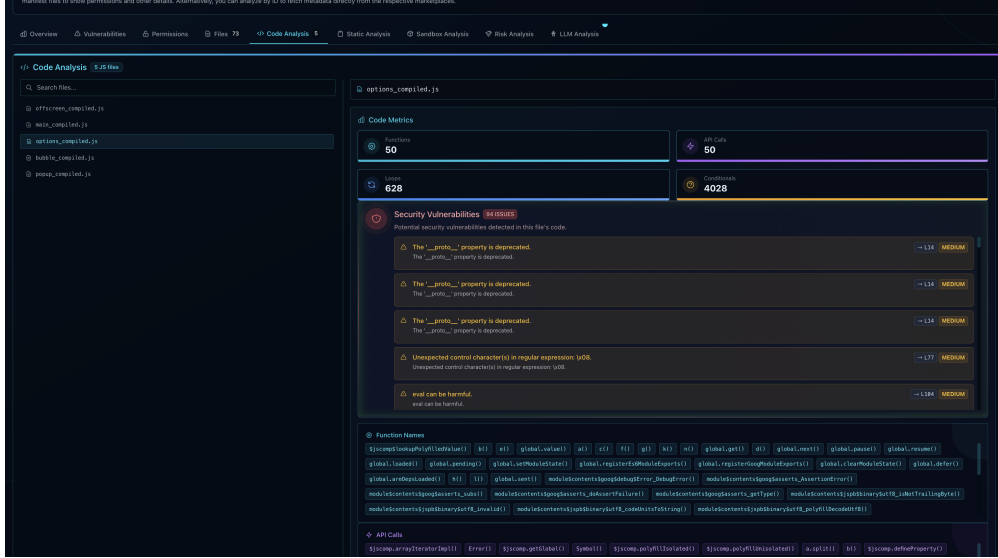 manifest files to show permissions and other details. Alternatively, you can analyze by ID to fetch metadata directly from the respective marketplaces.
Overview Vulnerabilities Permissions Files 73 Code Analysis 5 Static Analysis Sandbox Analysis Risk Analysis LLM Analysis
</> Code Analysis 5 JS files
Search files...
offscreen_compiled.js
main_compiled.js
options_compiled.js
bubble_compiled.js
popup_compiled.js
options_compiled.js
Code Metrics
Functions
50
API Calls
50
Loops
628
Conditionals
4028
Security Vulnerabilities 94 ISSUES
Potential security vulnerabilities detected in this file's code.
The '__proto__' property is deprecated. → L14 MEDIUM
The '__proto__' property is deprecated.
The '__proto__' property is deprecated. → L14 MEDIUM
The '__proto__' property is deprecated.
The '__proto__' property is deprecated. → L14 MEDIUM
The '__proto__' property is deprecated.
Unexpected control character(s) in regular expression: \x08. → L77 MEDIUM
Unexpected control character(s) in regular expression: \x08.
eval can be harmful. → L104 MEDIUM
eval can be harmful.
Function Names
$jscomp$lookupPolyfilledValue() b() e() global.value() a() c() f() g() k() n() global.get() d() global.next() global.pause() global.resume()
global.loaded() global.pending() global.setModuleState() global.registerEs6ModuleExports() global.registerGoogModuleExports() global.clearModuleState() global.defer()
global.areDepsLoaded() h() l() global.sent() module$contents$goog$debug$Error_DebugError() module$contents$goog$asserts_AssertionError()
module$contents$goog$asserts_subs() module$contents$goog$asserts_doAssertFailure() module$contents$goog$asserts_getType() module$contents$jspb$binary$utf8_isNotTrailingByte()
module$contents$jspb$binary$utf8_invalid() module$contents$jspb$binary$utf8_codeUnitsToString() module$contents$jspb$binary$utf8_polyfillDecodeUtf8()
API Calls
$jscomp.arrayIteratorImpl() Error() $jscomp.getGlobal() Symbol() $jscomp.polyfillIsolated() $jscomp.polyfillUnisolated() a.split() b() $jscomp.defineProperty()